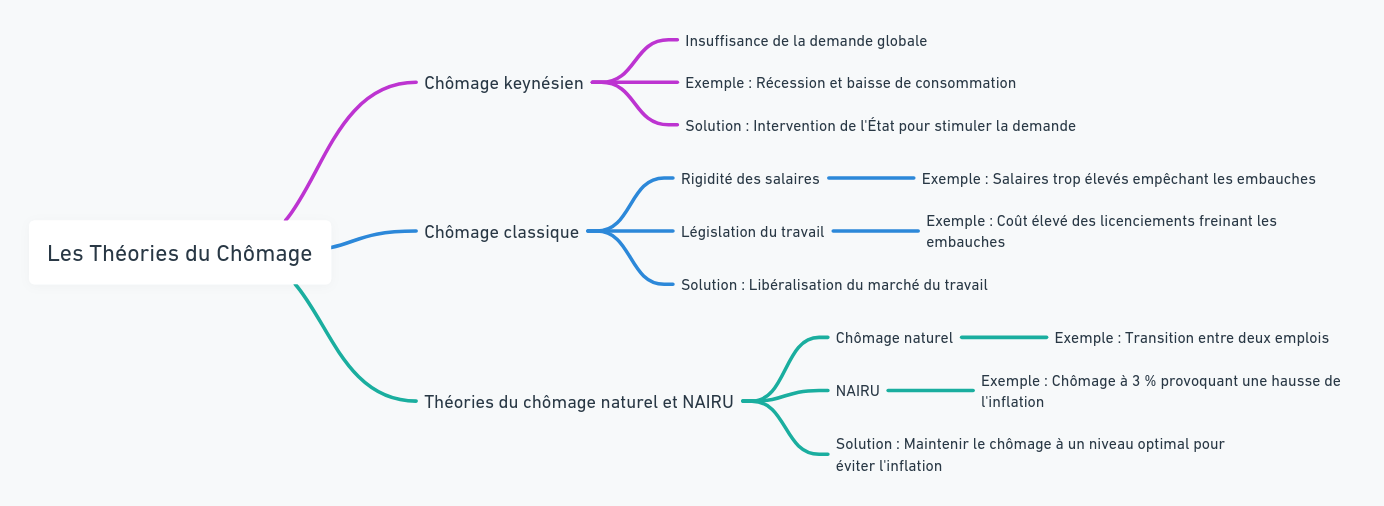 Les Théories du Chômage
Chômage keynésien
Insuffisance de la demande globale
Exemple : Récession et baisse de consommation
Solution : Intervention de l'État pour stimuler la demande
Chômage classique
Rigidité des salaires
Exemple : Salaires trop élevés empêchant les embauches
Législation du travail
Exemple : Coût élevé des licenciements freinant les
embauches
Solution : Libéralisation du marché du travail
Théories du chômage naturel et NAIRU
Chômage naturel
Exemple : Transition entre deux emplois
NAIRU
Exemple : Chômage à 3 % provoquant une hausse de
l'inflation
Solution : Maintenir le chômage à un niveau optimal pour
éviter l'inflation